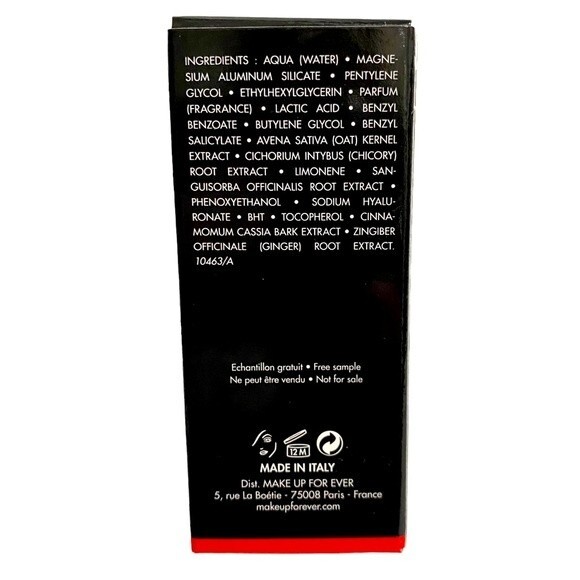 INGREDIENTS : AQUA (WATER) • MAGNE-
SIUM ALUMINUM SILICATE • PENTYLENE
GLYCOL • ETHYLHEXYLGLYCERIN • PARFUM
(FRAGRANCE) • LACTIC ACID • BENZYL
BENZOATE • BUTYLENE GLYCOL • BENZYL
SALICYLATE • AVENA SATIVA (OAT) KERNEL
EXTRACT • CICHORIUM INTYBUS (CHICORY)
ROOT EXTRACT • LIMONENE • SAN-
GUISORBA OFFICINALIS ROOT EXTRACT •
PHENOXYETHANOL • SODIUM HYALU-
RONATE • BHT • TOCOPHEROL • CINNA-
MOMUM CASSIA BARK EXTRACT • ZINGIBER
OFFICINALE (GINGER) ROOT EXTRACT.
10463/A
Echantillon gratuit • Free sample
Ne peut être vendu • Not for sale
12 M
MADE IN ITALY
Dist. MAKE UP FOR EVER
5, rue La Boétie - 75008 Paris - France
makeupforever.com